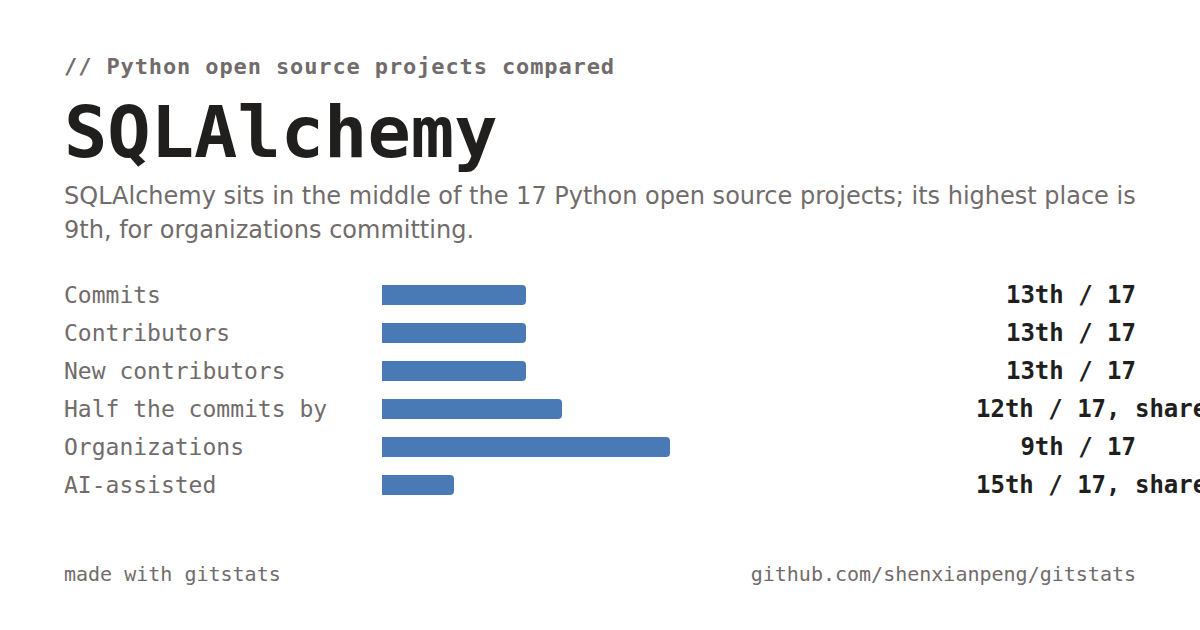 // Python open source projects compared
SQLAlchemy
SQLAlchemy sits in the middle of the 17 Python open source projects; its highest place is
9th, for organizations committing.
Commits 13th / 17
Contributors 13th / 17
New contributors 13th / 17
Half the commits by 12th / 17, share
Organizations 9th / 17
AI-assisted 15th / 17, share
made with gitstats github.com/shenxianpeng/gitstats